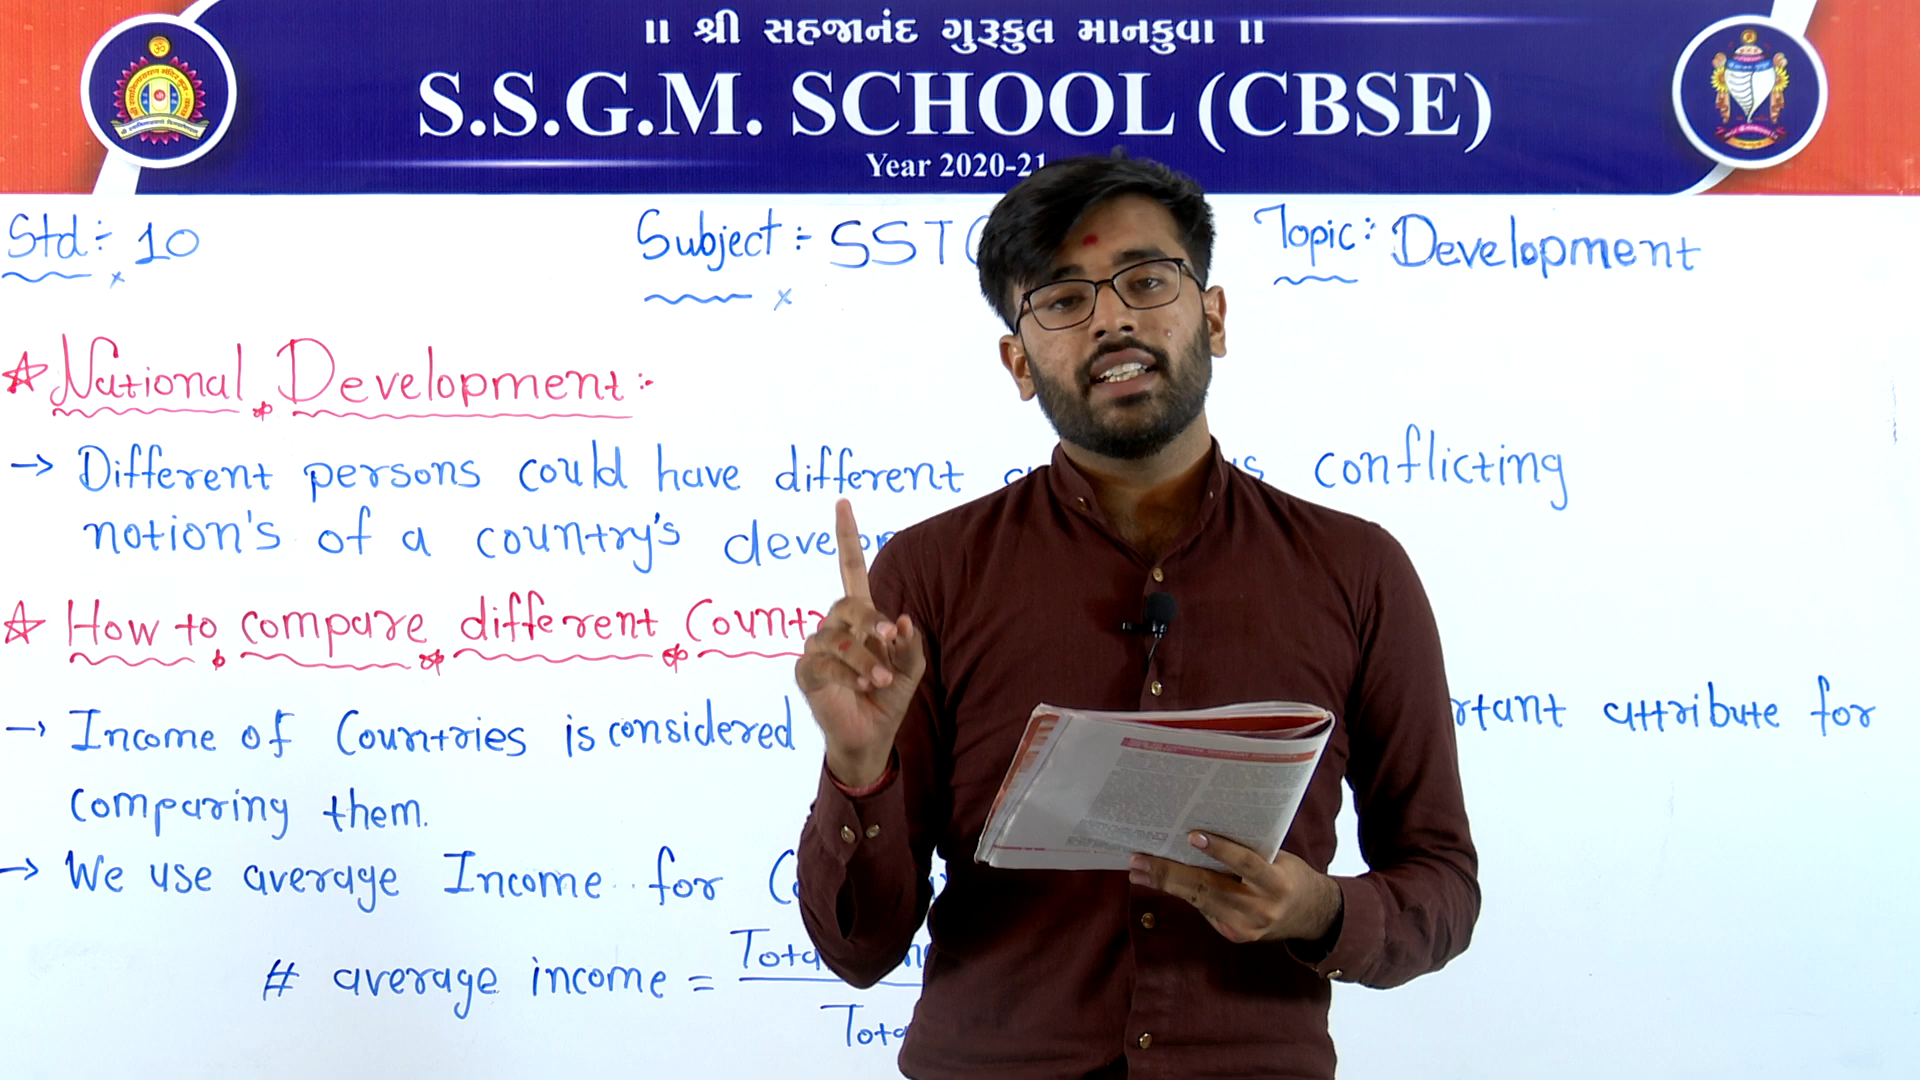 ॥ શ્રી સહજાનંદ ગુરૂકુલ માનકુવા ॥
S.S.G.M. SCHOOL (CBSE)
Year 2020-21
Std :- 10 Subject :- SST Topic :- Development
National Development :-
→ Different persons could have different conflicting
notion's of a country's
How to compare different
→ Income of Countries is considered attribute for
comparing them.
→ We use average Income for
# average income =